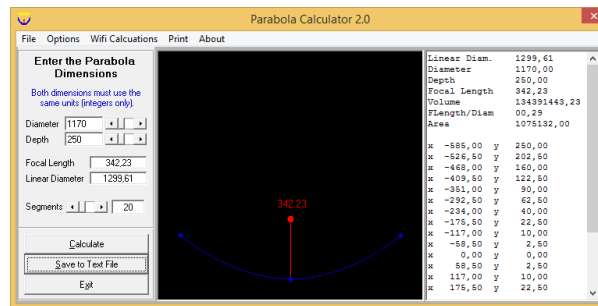 Parabola Calculator 2.0
x
File Options Wifi Calcuations Print About
Enter the Parabola
Dimensions
Both dimensions must use the
same units (integers only).
Diameter 1170
Depth 250
Focal Length 342,23
Linear Diameter 1299,61
Segments 20
Calculate
Save to Text File
Exit
342.23
Linear Diam. 1299,61
Diameter 1170,00
Depth 250,00
Focal Length 342,23
Volume 134391443,23
FLength/Diam 00,29
Area 1075132,00
x -585,00 y 250,00
x -526,50 y 202,50
x -468,00 y 160,00
x -409,50 y 122,50
x -351,00 y 90,00
x -292,50 y 62,50
x -234,00 y 40,00
x -175,50 y 22,50
x -117,00 y 10,00
x -58,50 y 2,50
x 0,00 y 0,00
x 58,50 y 2,50
x 117,00 y 10,00
x 175,50 y 22,50